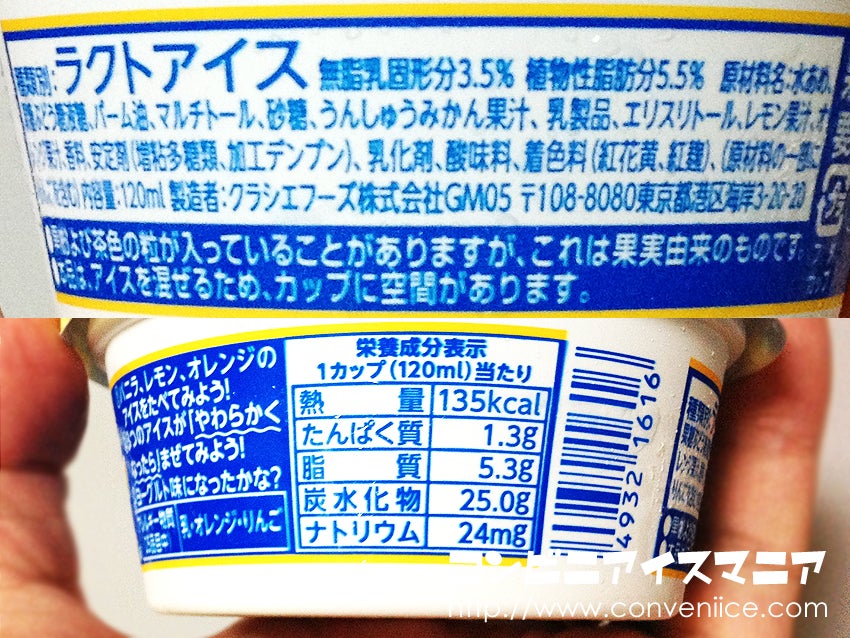 種類別：ラクトアイス 無脂乳固形分3.5% 植物性脂肪分5.5% 原材料名：水あめ、
ぶどう糖液糖、パーム油、マルチトール、砂糖、うんしゅうみかん果汁、乳製品、エリスリトール、レモン果汁、オ
果汁、香料、安定剤（増粘多糖類、加工デンプン）、乳化剤、酸味料、着色料（紅花黄、紅麹）、（原材料の一部に
内容量：120ml 製造者：クラシエフーズ株式会社GM05 〒108-8080東京都港区海岸3-20-20
および茶色の粒が入っていることがありますが、これは果実由来のものです。
は、アイスを混ぜるため、カップに空間があります。
バニラ、レモン、オレンジの
アイスをたべてみよう！
つのアイスが「やわらかく
なったら」まぜてみよう！
ヨーグルト味になったかな？
乳・オレンジ・りんご
栄養成分表示
1カップ（120ml）当たり
熱量 135kcal
たんぱく質 1.3g
脂質 5.3g
炭水化物 25.0g
ナトリウム 24mg
4932 1616
コンビニアイスマニア
http://www.conveniice.com